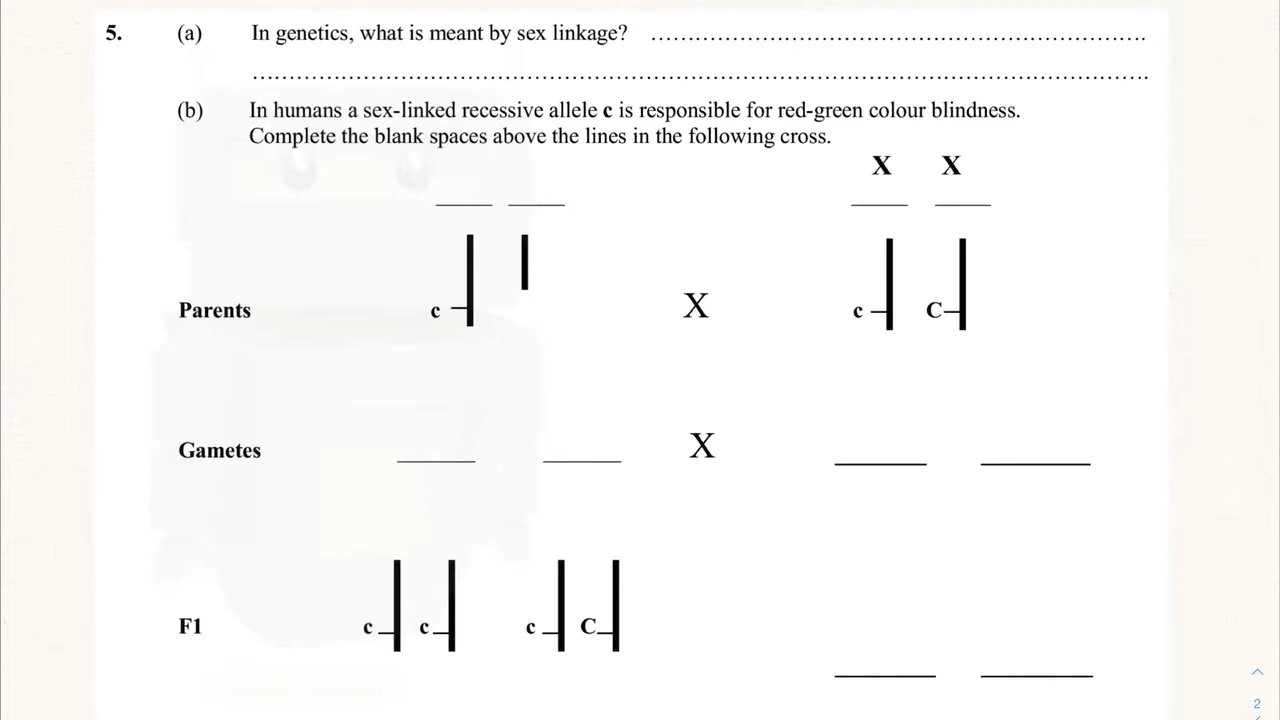 5. (a) In genetics, what is meant by sex linkage? ..................................................................
........................................................................................................................
(b) In humans a sex-linked recessive allele c is responsible for red-green colour blindness.
Complete the blank spaces above the lines in the following cross.
X X
Parents c X c C
Gametes X
F1 c c c C
2